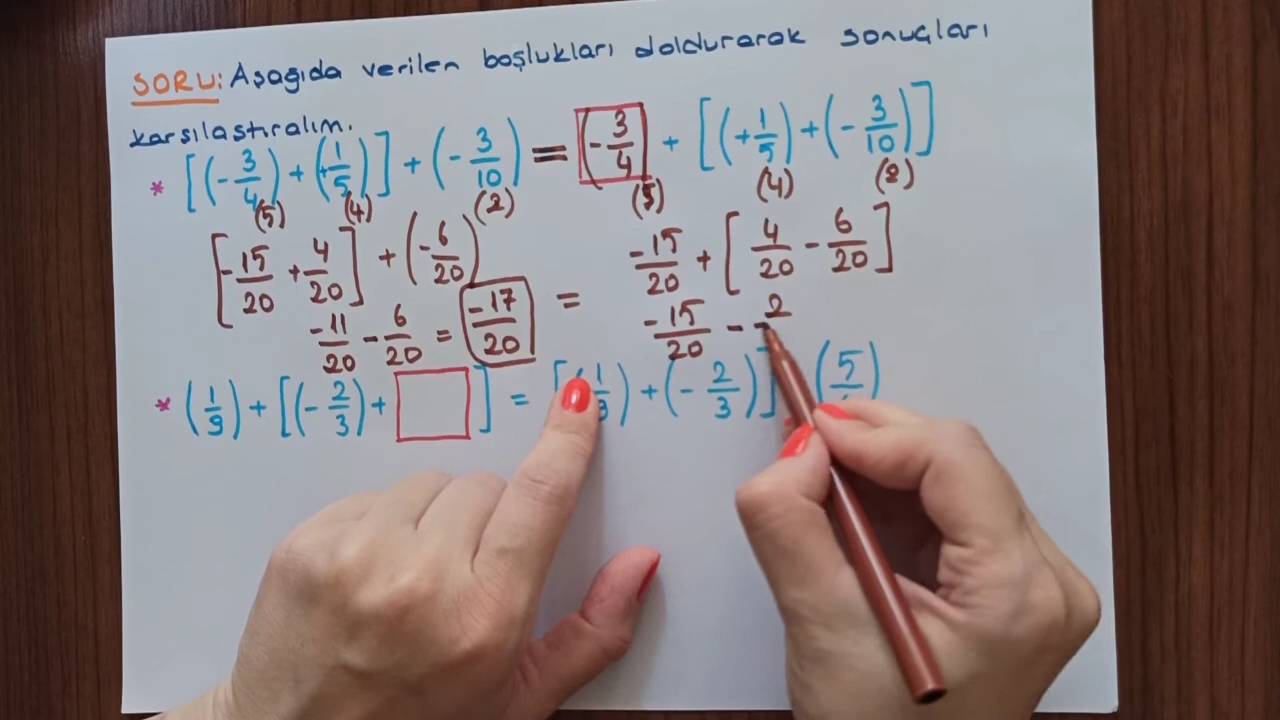 SORU: Aşağıda verilen boşlukları doldurarak sonuçları
karşılaştıralım.
* [(-3/4) + (+1/5)] + (-3/10) = (-3/4) + [(+1/5) + (-3/10)]
(5) (4) (2) (5) (4) (2)
[-15/20 + 4/20] + (-6/20) = -15/20 + [4/20 - 6/20]
-11/20 - 6/20 = -17/20 -15/20 - 2
* (1/9) + [(-2/3) + ] = [(1/9) + (-2/3)] (5